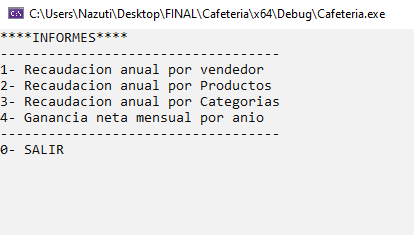 C:\Users\Nazuti\Desktop\FINAL\Cafeteria\x64\Debug\Cafeteria.exe
****INFORMES****
-----------------------------------
1- Recaudacion anual por vendedor
2- Recaudacion anual por Productos
3- Recaudacion anual por Categorias
4- Ganancia neta mensual por anio
-----------------------------------
0- SALIR